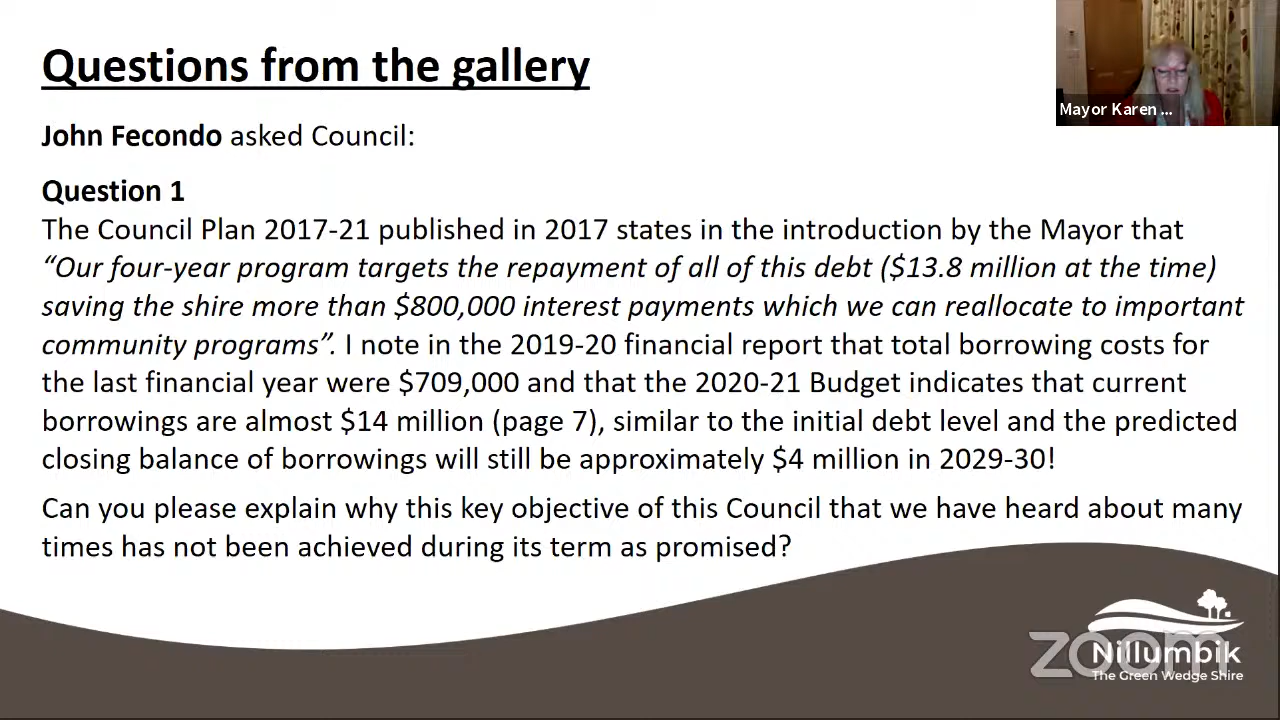 Questions from the gallery
Mayor Karen ...
John Fecondo asked Council:
Question 1
The Council Plan 2017-21 published in 2017 states in the introduction by the Mayor that
“Our four-year program targets the repayment of all of this debt ($13.8 million at the time)
saving the shire more than $800,000 interest payments which we can reallocate to important
community programs”. I note in the 2019-20 financial report that total borrowing costs for
the last financial year were $709,000 and that the 2020-21 Budget indicates that current
borrowings are almost $14 million (page 7), similar to the initial debt level and the predicted
closing balance of borrowings will still be approximately $4 million in 2029-30!
Can you please explain why this key objective of this Council that we have heard about many
times has not been achieved during its term as promised?
zoom
Nillumbik
The Green Wedge Shire